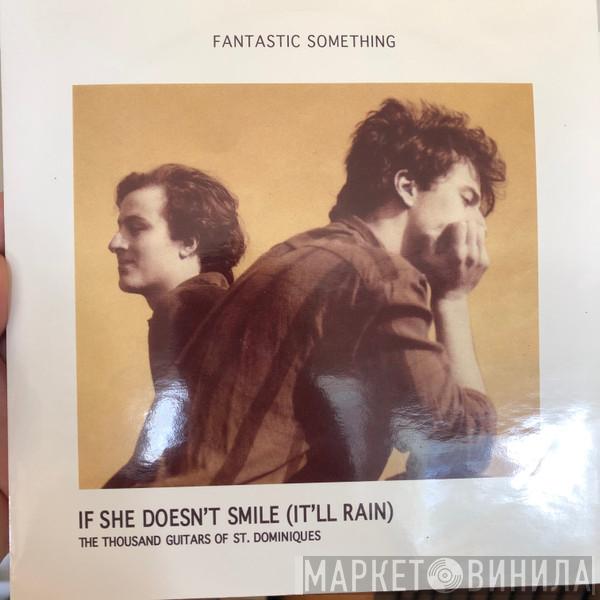 FANTASTIC SOMETHING
IF SHE DOESN'T SMILE (IT'LL RAIN)
THE THOUSAND GUITARS OF ST. DOMINIQUES
МАРКЕТ ВИНИЛА